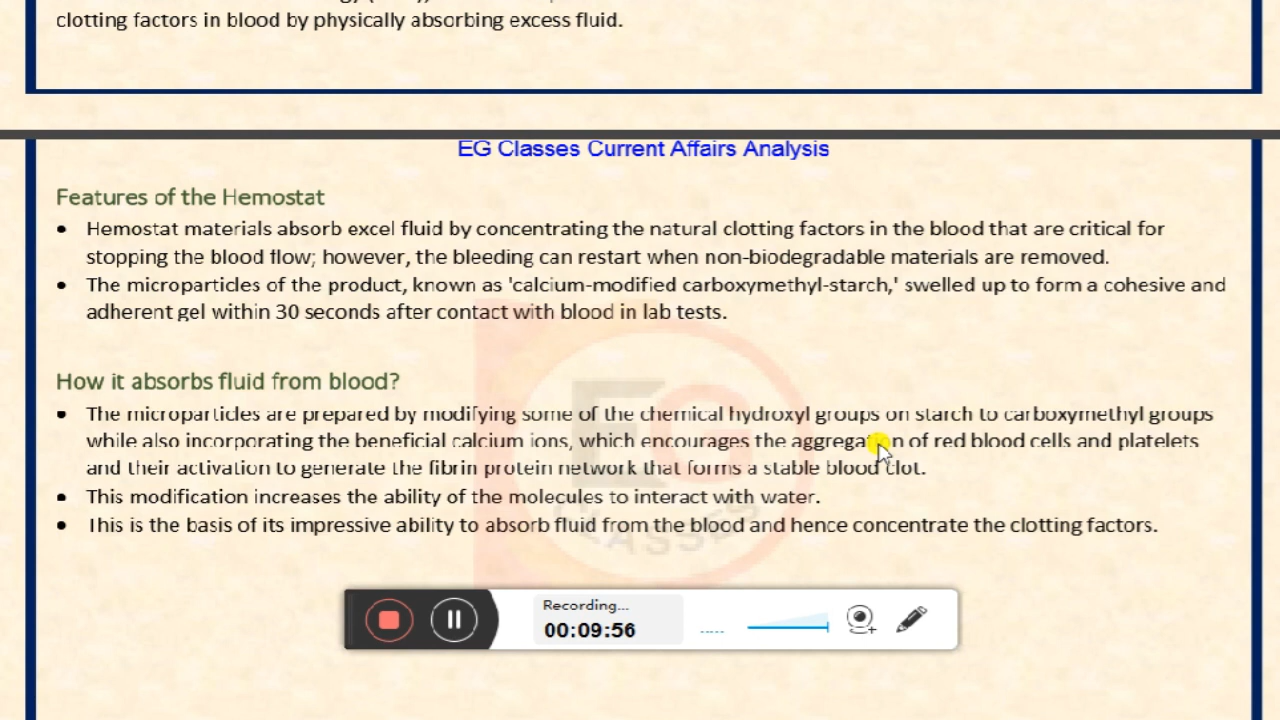 clotting factors in blood by physically absorbing excess fluid.
EG Classes Current Affairs Analysis
Features of the Hemostat
• Hemostat materials absorb excel fluid by concentrating the natural clotting factors in the blood that are critical for
stopping the blood flow; however, the bleeding can restart when non-biodegradable materials are removed.
• The microparticles of the product, known as 'calcium-modified carboxymethyl-starch,' swelled up to form a cohesive and
adherent gel within 30 seconds after contact with blood in lab tests.
How it absorbs fluid from blood?
• The microparticles are prepared by modifying some of the chemical hydroxyl groups on starch to carboxymethyl groups
while also incorporating the beneficial calcium ions, which encourages the aggregation of red blood cells and platelets
and their activation to generate the fibrin protein network that forms a stable blood clot.
• This modification increases the ability of the molecules to interact with water.
• This is the basis of its impressive ability to absorb fluid from the blood and hence concentrate the clotting factors.
EG
CLASSES
Recording...
00:09:56